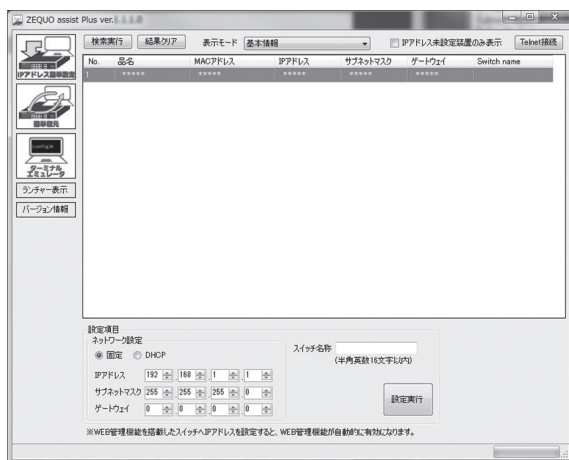 ZEQUO assist Plus ver.1.1.1.0
検索実行 結果クリア 表示モード 基本情報 IPアドレス未設定装置のみ表示 Telnet接続
No. 品名 MACアドレス IPアドレス サブネットマスク ゲートウェイ Switch name
1 ***** ***** ***** ***** *****
IPアドレス簡単設定
簡単復元
configure
ターミナル
エミュレータ
ランチャー表示
バージョン情報
設定項目
ネットワーク設定
固定 DHCP
スイッチ名称
(半角英数16文字以内)
IPアドレス 192 .168 .1 .1
サブネットマスク 255 .255 .255 .0
ゲートウェイ 0 .0 .0 .0
設定実行
※WEB管理機能を搭載したスイッチへIPアドレスを設定すると、WEB管理機能が自動的に有効になります。